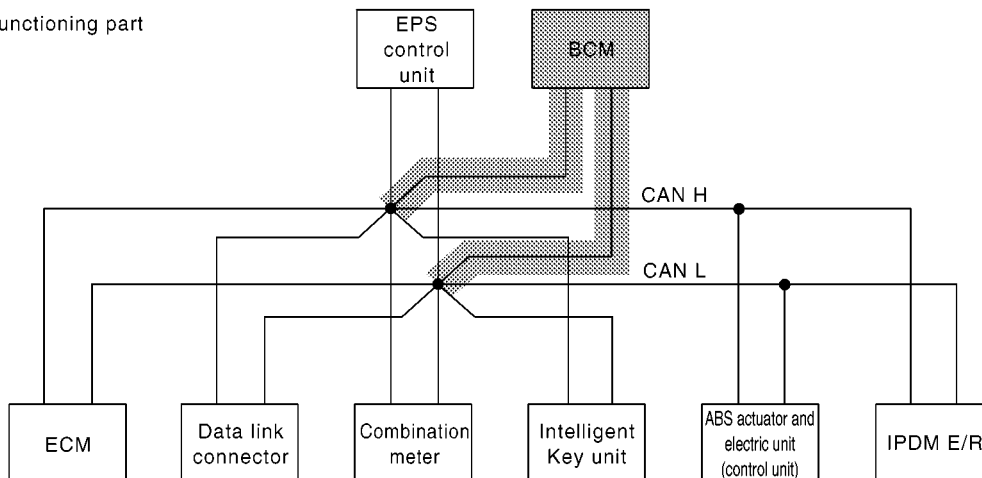 unctioning part
EPS
control
unit
BCM
CAN H
CAN L
ECM
Data link
connector
Combination
meter
Intelligent
Key unit
ABS actuator and
electric unit
(control unit)
IPDM E/R